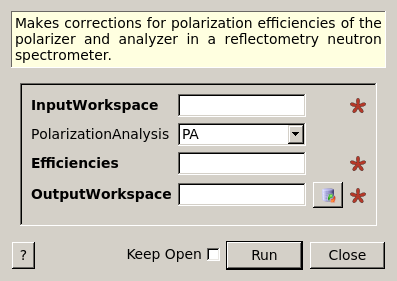 Makes corrections for polarization efficiencies of the
polarizer and analyzer in a reflectometry neutron
spectrometer.
InputWorkspace
PolarizationAnalysis PA
Efficiencies
OutputWorkspace
? Keep Open Run Close